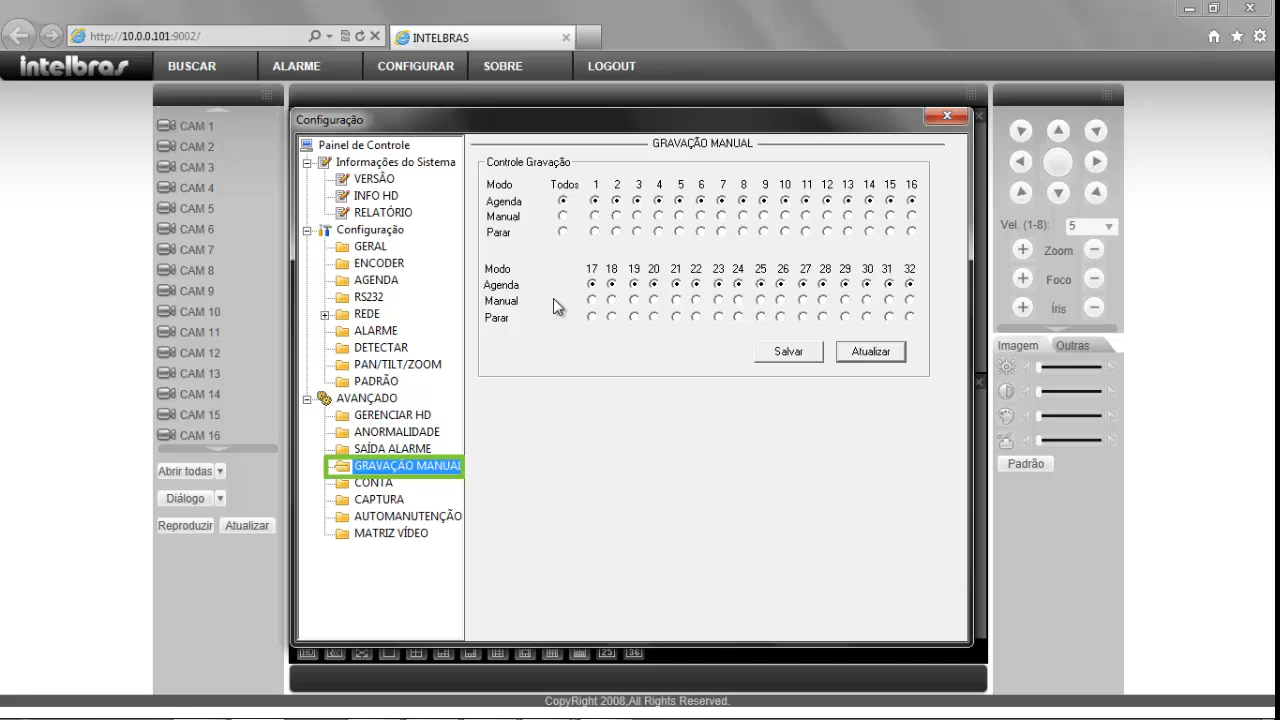 http://10.0.0.101:9002/
INTELBRAS
intelbras
BUSCAR ALARME CONFIGURAR SOBRE LOGOUT
CAM 1
CAM 2
CAM 3
CAM 4
CAM 5
CAM 6
CAM 7
CAM 8
CAM 9
CAM 10
CAM 11
CAM 12
CAM 13
CAM 14
CAM 15
CAM 16
Abrir todas
Diálogo
Reproduzir Atualizar
Configuração
Painel de Controle
Informações do Sistema
VERSÃO
INFO HD
RELATÓRIO
Configuração
GERAL
ENCODER
AGENDA
RS232
REDE
ALARME
DETECTAR
PAN/TILT/ZOOM
PADRÃO
AVANÇADO
GERENCIAR HD
ANORMALIDADE
SAÍDA ALARME
GRAVAÇÃO MANUAL
CONTA
CAPTURA
AUTOMANUTENÇÃO
MATRIZ VÍDEO
GRAVAÇÃO MANUAL
Controle Gravação
Modo Todos 1 2 3 4 5 6 7 8 9 10 11 12 13 14 15 16
Agenda
Manual
Parar
Modo 17 18 19 20 21 22 23 24 25 26 27 28 29 30 31 32
Agenda
Manual
Parar
Salvar Atualizar
25 36
Vel. (1-8): 5
Zoom
Foco
Íris
Imagem Outras
Padrão
CopyRight 2008,All Rights Reserved.